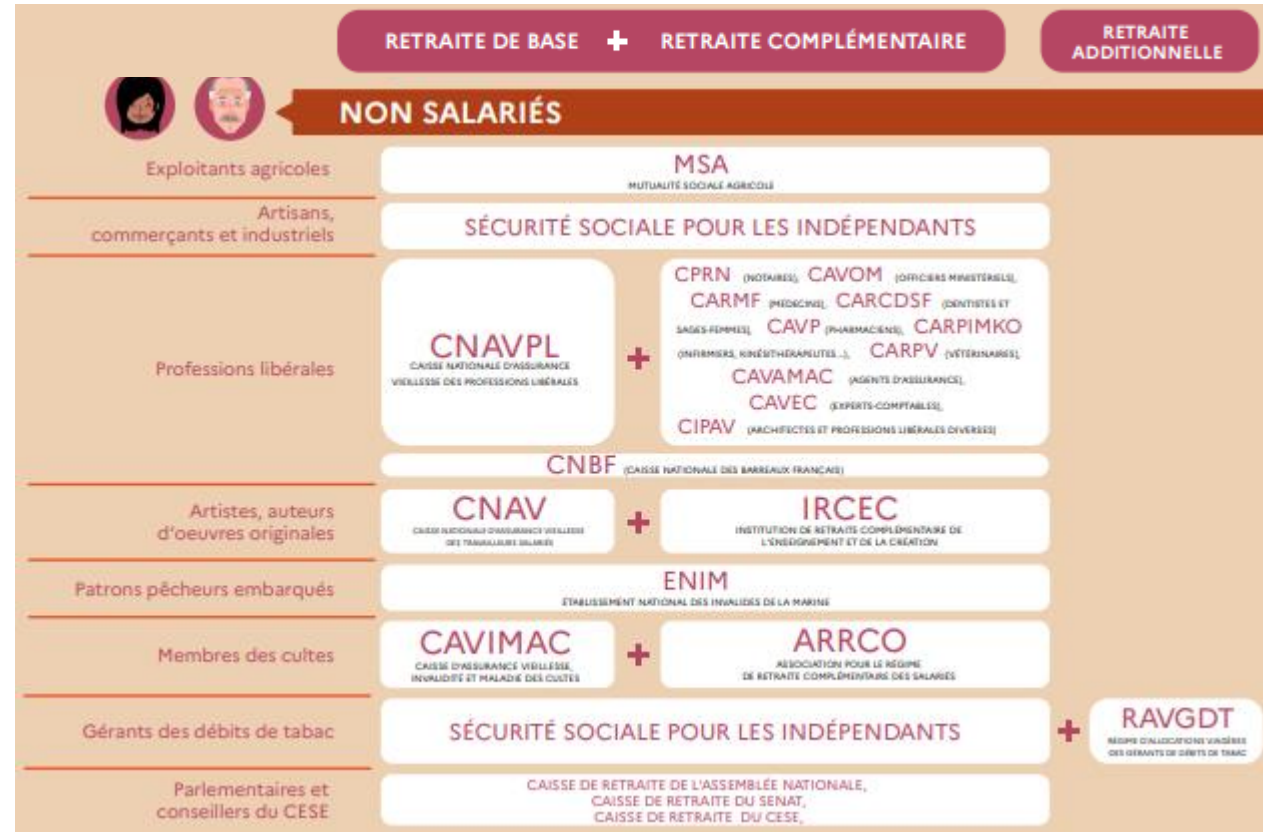 RETRAITE DE BASE + RETRAITE COMPLÉMENTAIRE
RETRAITE
ADDITIONNELLE
NON SALARIÉS
Exploitants agricoles
MSA
MUTUALITÉ SOCIALE AGRICOLE
Artisans,
commerçants et industriels
SÉCURITÉ SOCIALE POUR LES INDÉPENDANTS
Professions libérales
CNAVPL
CAISSE NATIONALE D'ASSURANCE
VIEILLESSE DES PROFESSIONS LIBÉRALES
+
CPRN (NOTAIRES), CAVOM (OFFICIERS MINISTÉRIELS),
CARMF (MÉDECINS), CARCDSF (DENTISTES ET
SAGES-FEMMES), CAVP (PHARMACIENS), CARPIMKO
(INFIRMIERS, KINÉSITHÉRAPEUTES...), CARPV (VÉTÉRINAIRES),
CAVAMAC (AGENTS D'ASSURANCE),
CAVEC (EXPERTS-COMPTABLES),
CIPAV (ARCHITECTES ET PROFESSIONS LIBÉRALES DIVERSES)
CNBF (CAISSE NATIONALE DES BARREAUX FRANÇAIS)
Artistes, auteurs
d'oeuvres originales
CNAV
CAISSE NATIONALE D'ASSURANCE VIEILLESSE
DES TRAVAILLEURS SALARIÉS
+
IRCEC
INSTITUTION DE RETRAITE COMPLÉMENTAIRE DE
L'ENSEIGNEMENT ET DE LA CRÉATION
Patrons pêcheurs embarqués
ENIM
ETABLISSEMENT NATIONAL DES INVALIDES DE LA MARINE
Membres des cultes
CAVIMAC
CAISSE D'ASSURANCE VIEILLESSE,
INVALIDITÉ ET MALADIE DES CULTES
+
ARRCO
ASSOCIATION POUR LE RÉGIME
DE RETRAITE COMPLÉMENTAIRE DES SALARIÉS
Gérants des débits de tabac
SÉCURITÉ SOCIALE POUR LES INDÉPENDANTS
+
RAVGDT
RÉGIME D'ALLOCATIONS VIAGÈRES
DES GÉRANTS DE DÉBITS DE TABAC
Parlementaires et
conseillers du CESE
CAISSE DE RETRAITE DE L'ASSEMBLÉE NATIONALE,
CAISSE DE RETRAITE DU SENAT,
CAISSE DE RETRAITE DU CESE,